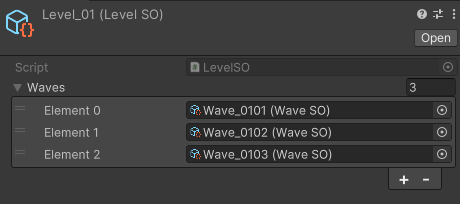 Level_01 (Level SO)
Open
Script LevelSO
Waves 3
Element 0 Wave_0101 (Wave SO)
Element 1 Wave_0102 (Wave SO)
Element 2 Wave_0103 (Wave SO)
+ -